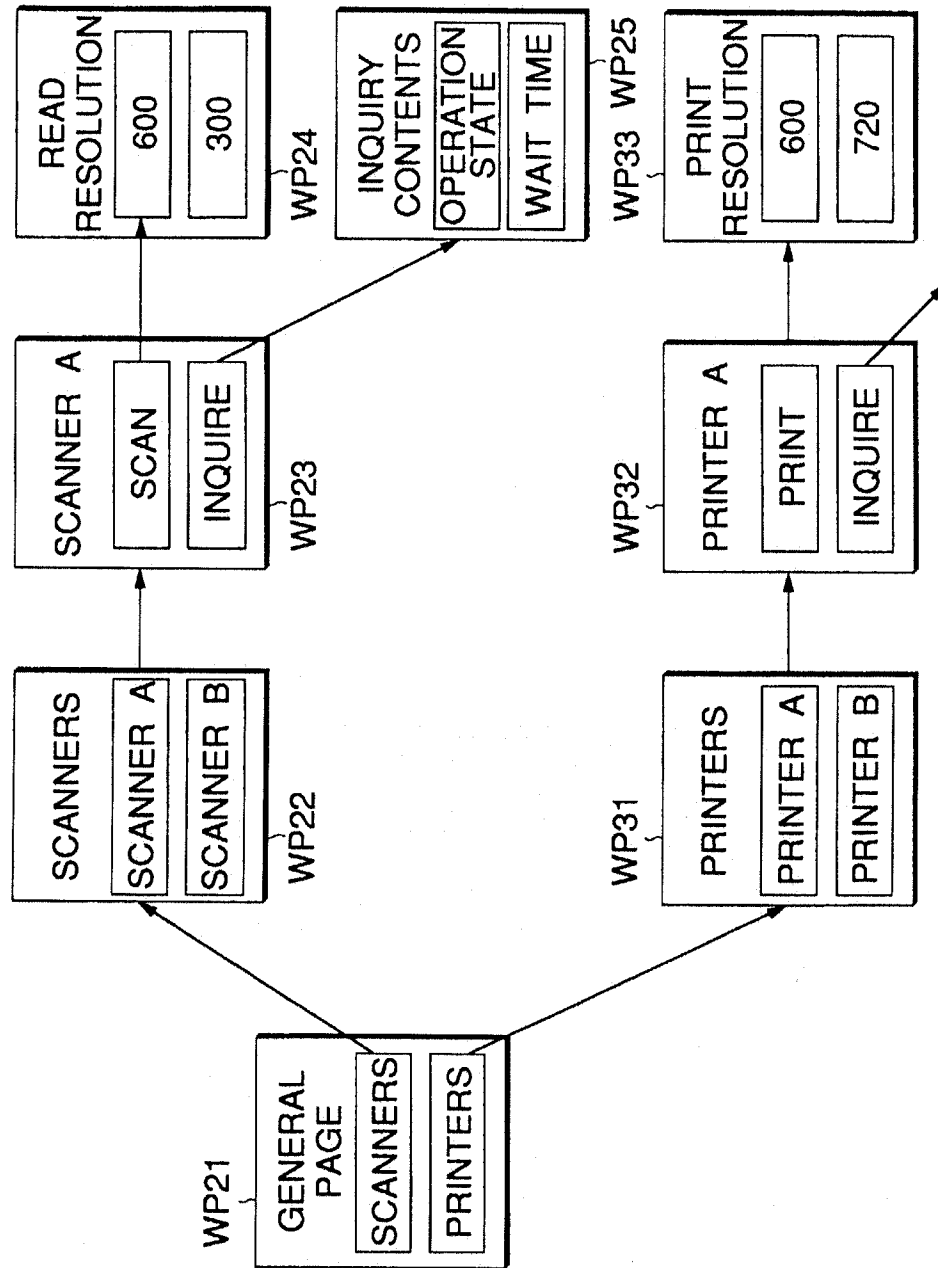 WP21
GENERAL
PAGE
SCANNERS
PRINTERS
SCANNERS
SCANNER A
SCANNER B
WP22
SCANNER A
SCAN
INQUIRE
WP23
READ
RESOLUTION
600
300
WP24
INQUIRY
CONTENTS
OPERATION
STATE
WAIT TIME
WP25
WP31
PRINTERS
PRINTER A
PRINTER B
WP32
PRINTER A
PRINT
INQUIRE
WP33
PRINT
RESOLUTION
600
720